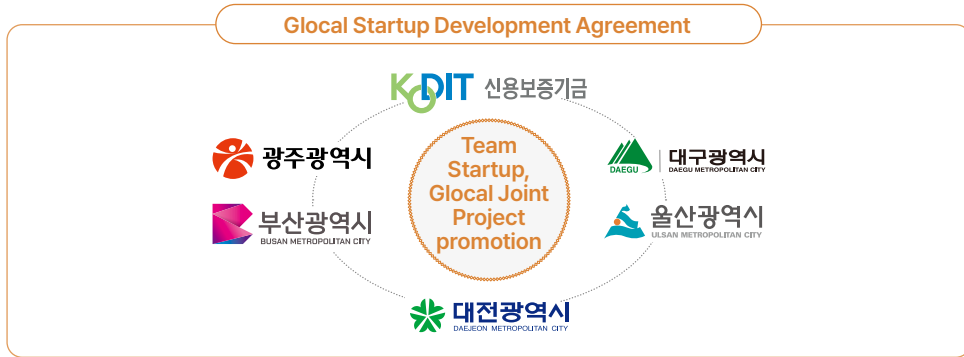 Glocal Startup Development Agreement
KODIT 신용보증기금
광주광역시
DAEGU
대구광역시
DAEGU METROPOLITAN CITY
Team
Startup,
Glocal Joint
Project
promotion
부산광역시
BUSAN METROPOLITAN CITY
울산광역시
ULSAN METROPOLITAN CITY
대전광역시
DAEJEON METROPOLITAN CITY